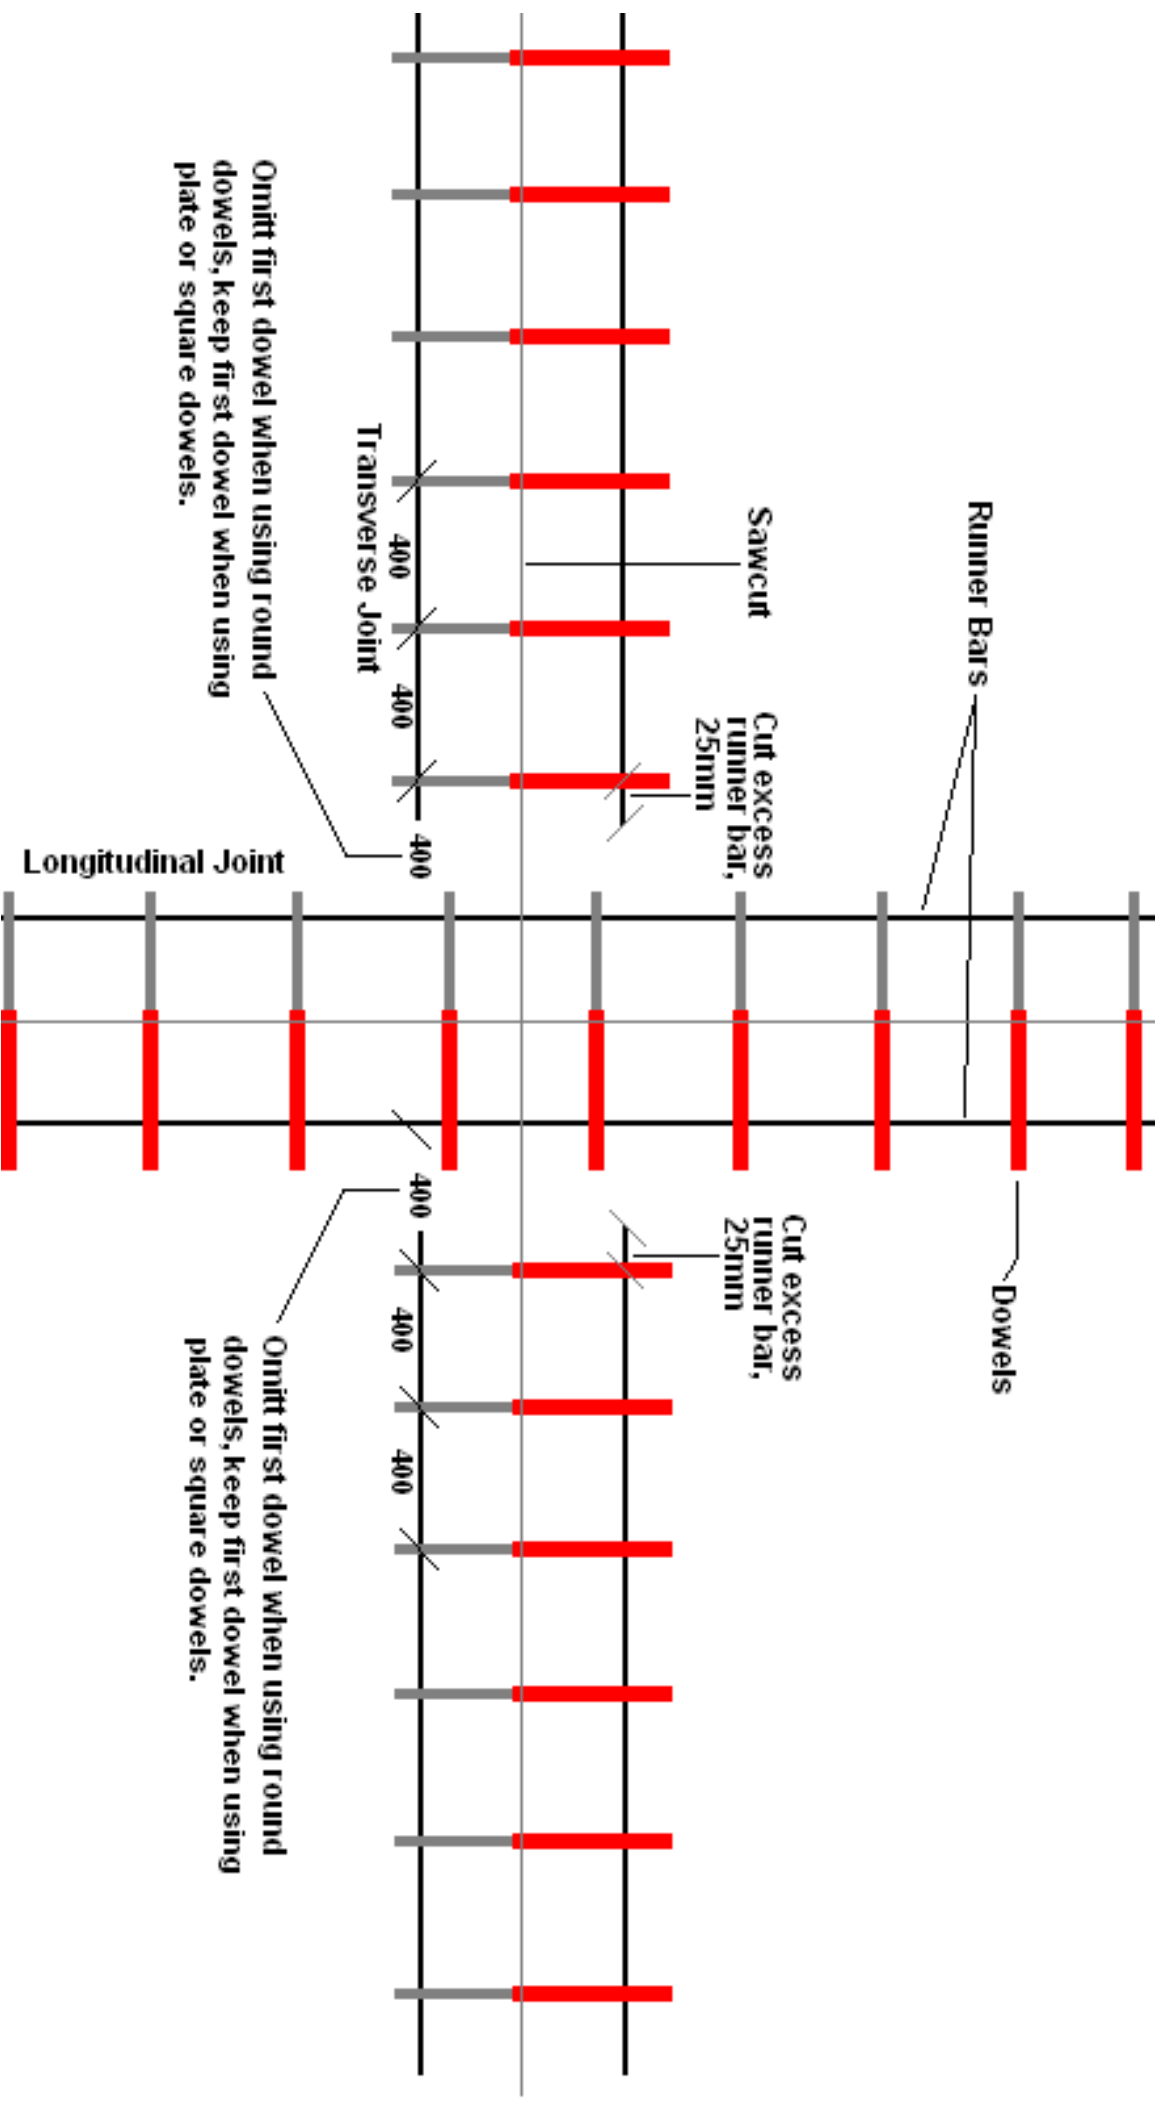 Runner Bars
Sawcut
Cut excess
runner bar,
25mm
Transverse Joint
400
400
400
Omitt first dowel when using round
dowels, keep first dowel when using
plate or square dowels.
Longitudinal Joint
Dowels
Cut excess
runner bar,
25mm
400
400
400
Omitt first dowel when using round
dowels, keep first dowel when using
plate or square dowels.